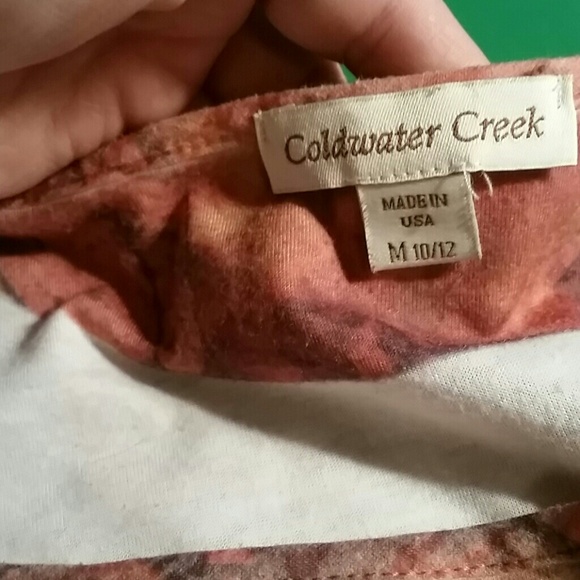 Coldwater Creek
MADE IN
USA
M 10/12